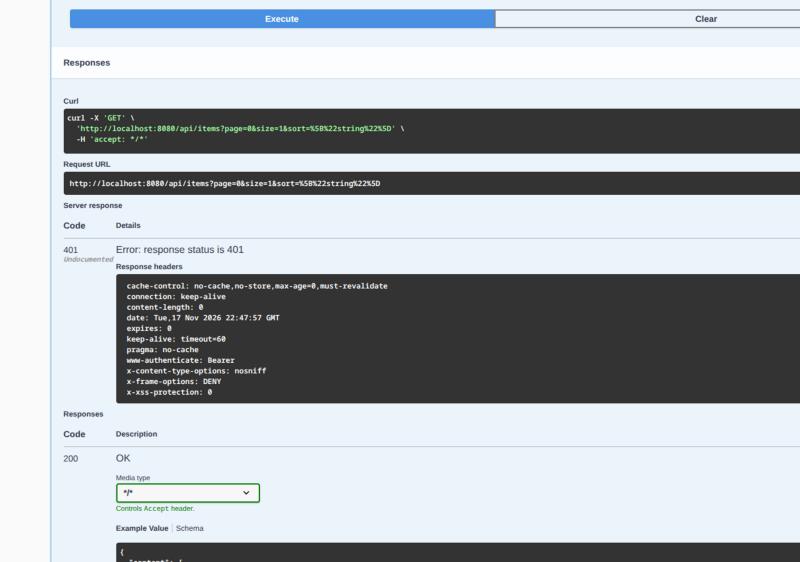 Execute
Clear
Responses
Curl
curl -X 'GET' \
'http://localhost:8080/api/items?page=0&size=1&sort=%5B%22string%22%5D' \
-H 'accept: */*'
Request URL
http://localhost:8080/api/items?page=0&size=1&sort=%5B%22string%22%5D
Server response
Code Details
401 Error: response status is 401
Undocumented
Response headers
cache-control: no-cache,no-store,max-age=0,must-revalidate
connection: keep-alive
content-length: 0
date: Tue,17 Nov 2026 22:47:57 GMT
expires: 0
keep-alive: timeout=60
pragma: no-cache
www-authenticate: Bearer
x-content-type-options: nosniff
x-frame-options: DENY
x-xss-protection: 0
Responses
Code Description
200 OK
Media type
*/*
Controls Accept header.
Example Value Schema
{
"content": [